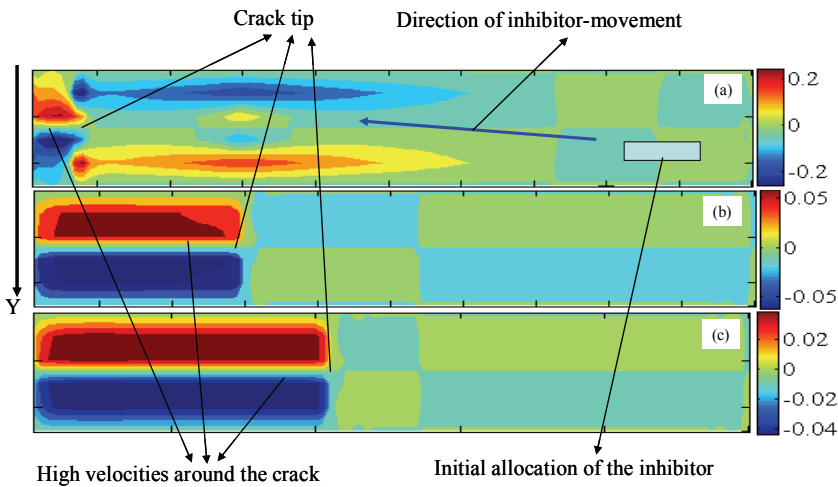 Crack tip
Direction of inhibitor-movement
(a)
0.2
0
-0.2
(b)
0.05
0
-0.05
Y
(c)
0.02
0
-0.02
-0.04
High velocities around the crack
Initial allocation of the inhibitor